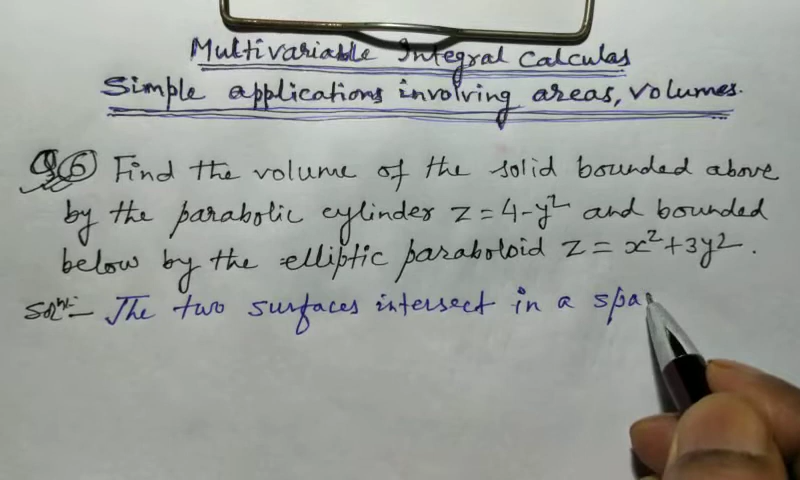 Multivariable Integral Calculus
Simple applications involving areas, volumes.
Q6 Find the volume of the solid bounded above
by the parabolic cylinder z = 4 - y² and bounded
below by the elliptic paraboloid z = x² + 3y².
Solⁿ:- The two surfaces intersect in a spa